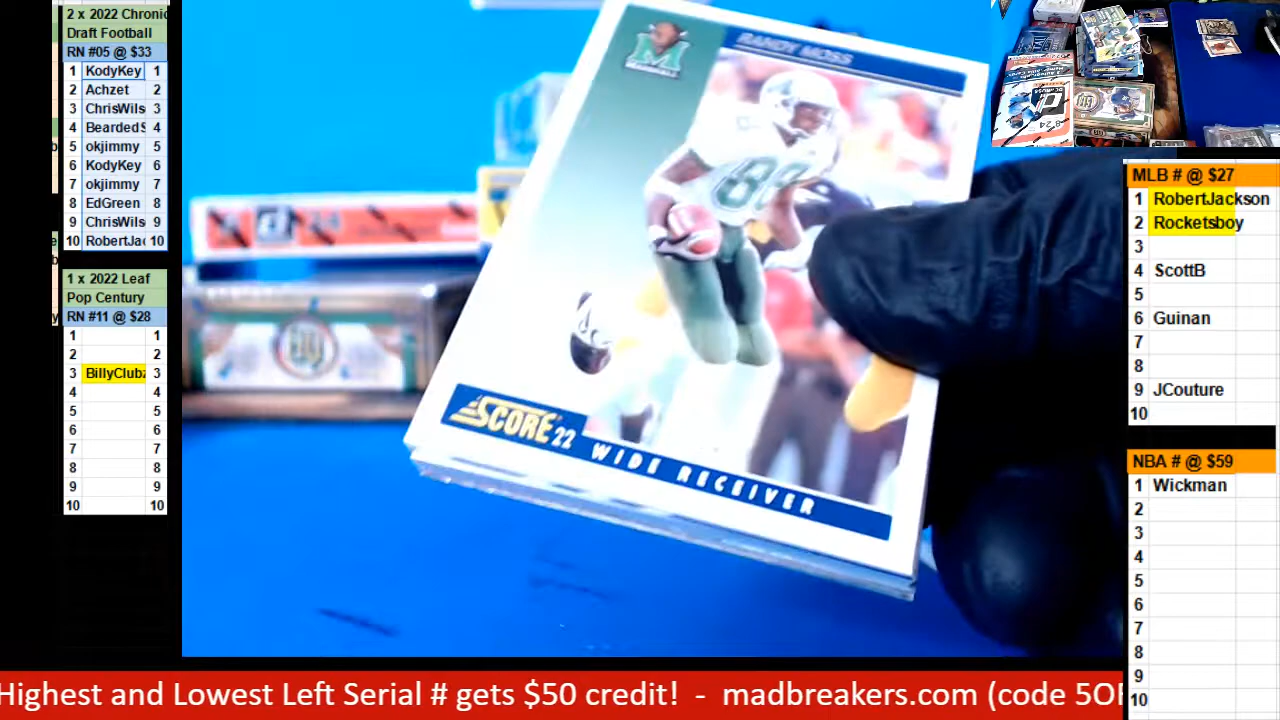 2 x 2022 Chronic
Draft Football
RN #05 @ $33
1 KodyKey 1
2 Achzet 2
3 ChrisWils 3
4 BeardedS 4
5 okjimmy 5
6 KodyKey 6
7 okjimmy 7
8 EdGreen 8
9 ChrisWils 9
10 RobertJac 10
1 x 2022 Leaf
Pop Century
RN #11 @ $28
1 1
2 2
3 BillyClubz 3
4 4
5 5
6 6
7 7
8 8
9 9
10 10
RANDY MOSS
M
88
SCORE 22 WIDE RECEIVER
MLB # @ $27
1 RobertJackson
2 Rocketsboy
3
4 ScottB
5
6 Guinan
7
8
9 JCouture
10
NBA # @ $59
1 Wickman
2
3
4
5
6
7
8
9
10
Highest and Lowest Left Serial # gets $50 credit! - madbreakers.com (code 5OF